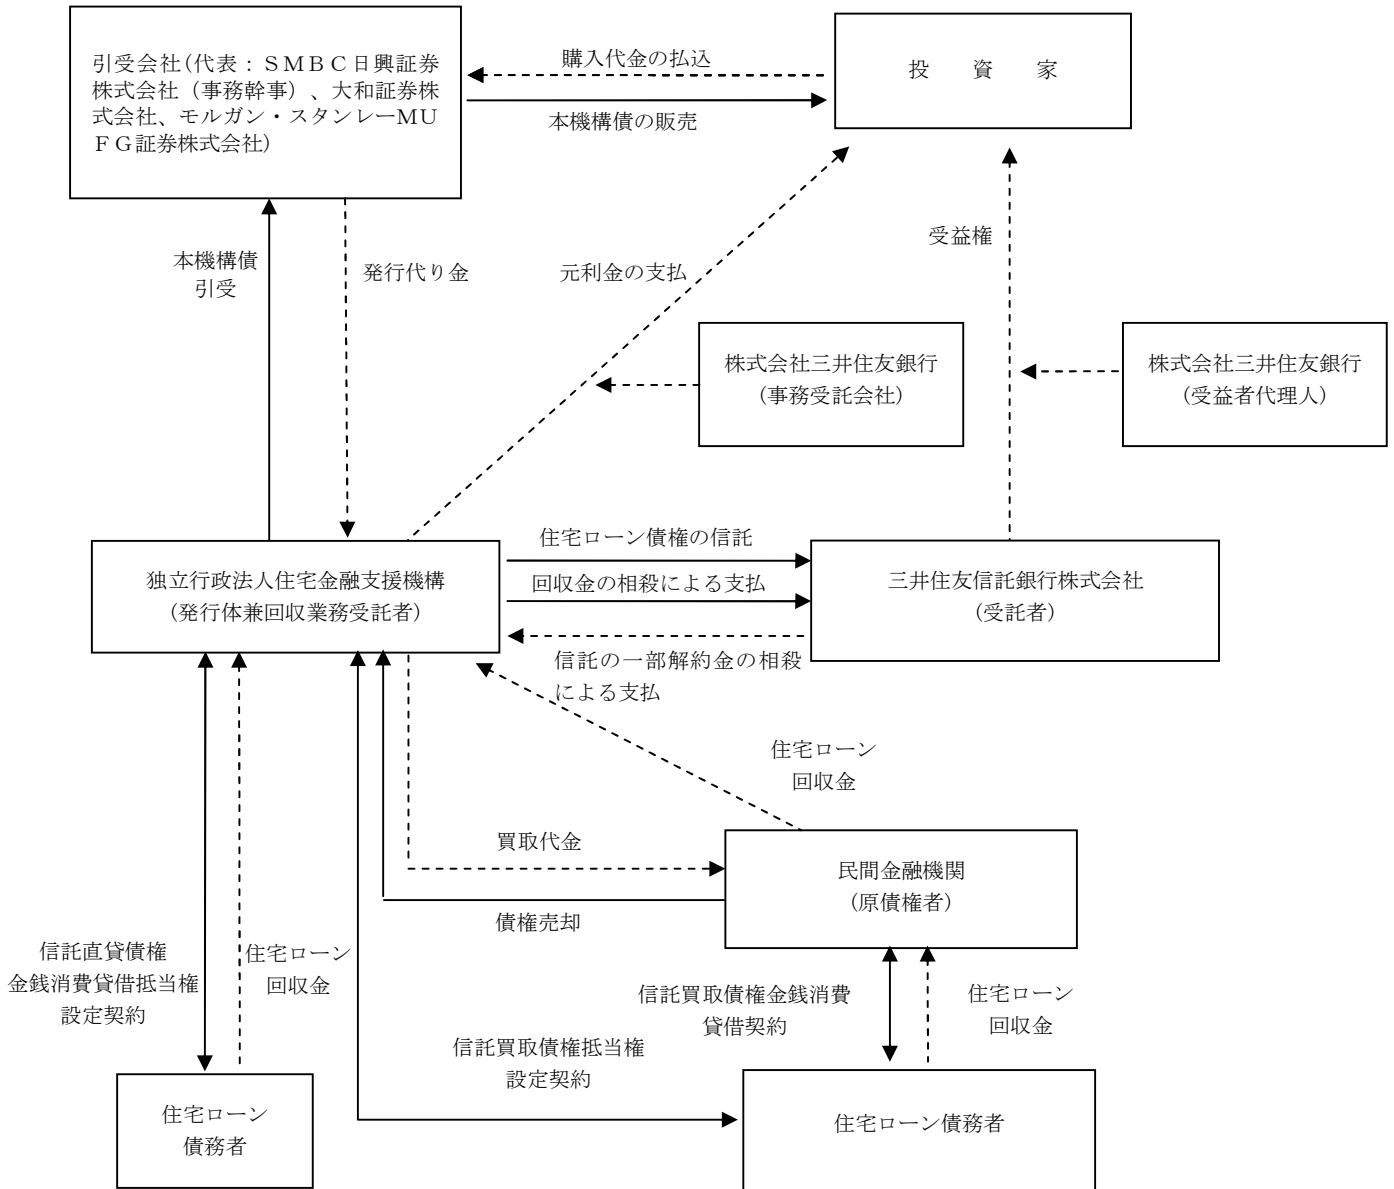 引受会社（代表：ＳＭＢＣ日興証券
株式会社（事務幹事）、大和証券株
式会社、モルガン・スタンレーMU
ＦＧ証券株式会社）
購入代金の払込
本機構債の販売
投　資　家
本機構債
引受
発行代り金
元利金の支払
受益権
株式会社三井住友銀行
（事務受託会社）
株式会社三井住友銀行
（受益者代理人）
独立行政法人住宅金融支援機構
（発行体兼回収業務受託者）
住宅ローン債権の信託
回収金の相殺による支払
信託の一部解約金の相殺
による支払
三井住友信託銀行株式会社
（受託者）
住宅ローン
回収金
買取代金
債権売却
民間金融機関
（原債権者）
信託直貸債権
金銭消費貸借抵当権
設定契約
住宅ローン
回収金
信託買取債権金銭消費
貸借契約
住宅ローン
回収金
信託買取債権抵当権
設定契約
住宅ローン
債務者
住宅ローン債務者